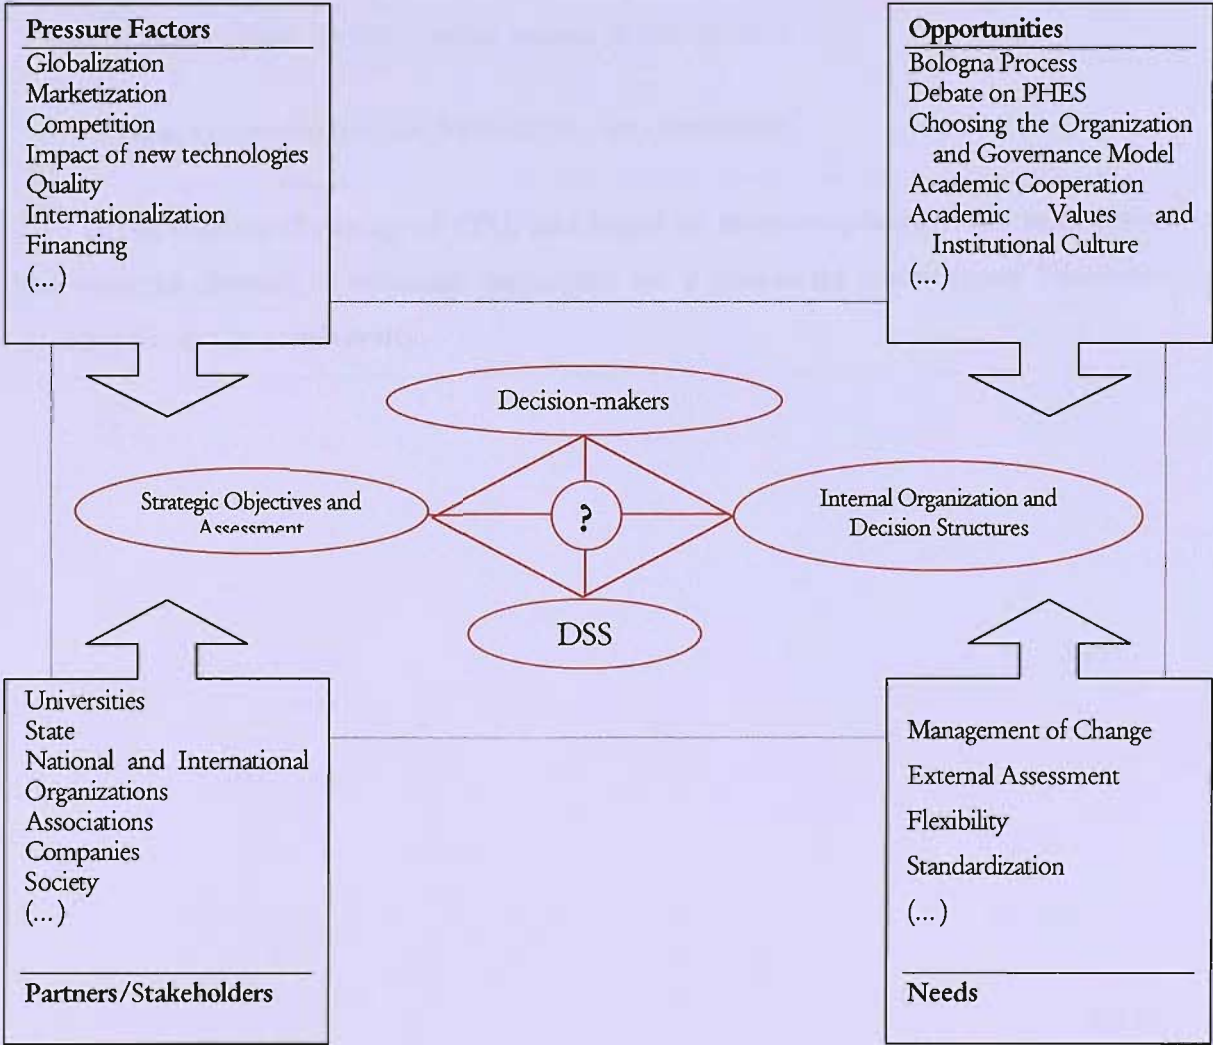 Pressure Factors
Globalization
Marketization
Competition
Impact of new technologies
Quality
Internationalization
Financing
(...)
Opportunities
Bologna Process
Debate on PHES
Choosing the Organization
and Governance Model
Academic Cooperation
Academic Values and
Institutional Culture
(...)
Decision-makers
Strategic Objectives and
Assessment
?
Internal Organization and
Decision Structures
DSS
Universities
State
National and International
Organizations
Associations
Companies
Society
(...)
Partners/Stakeholders
Management of Change
External Assessment
Flexibility
Standardization
(...)
Needs